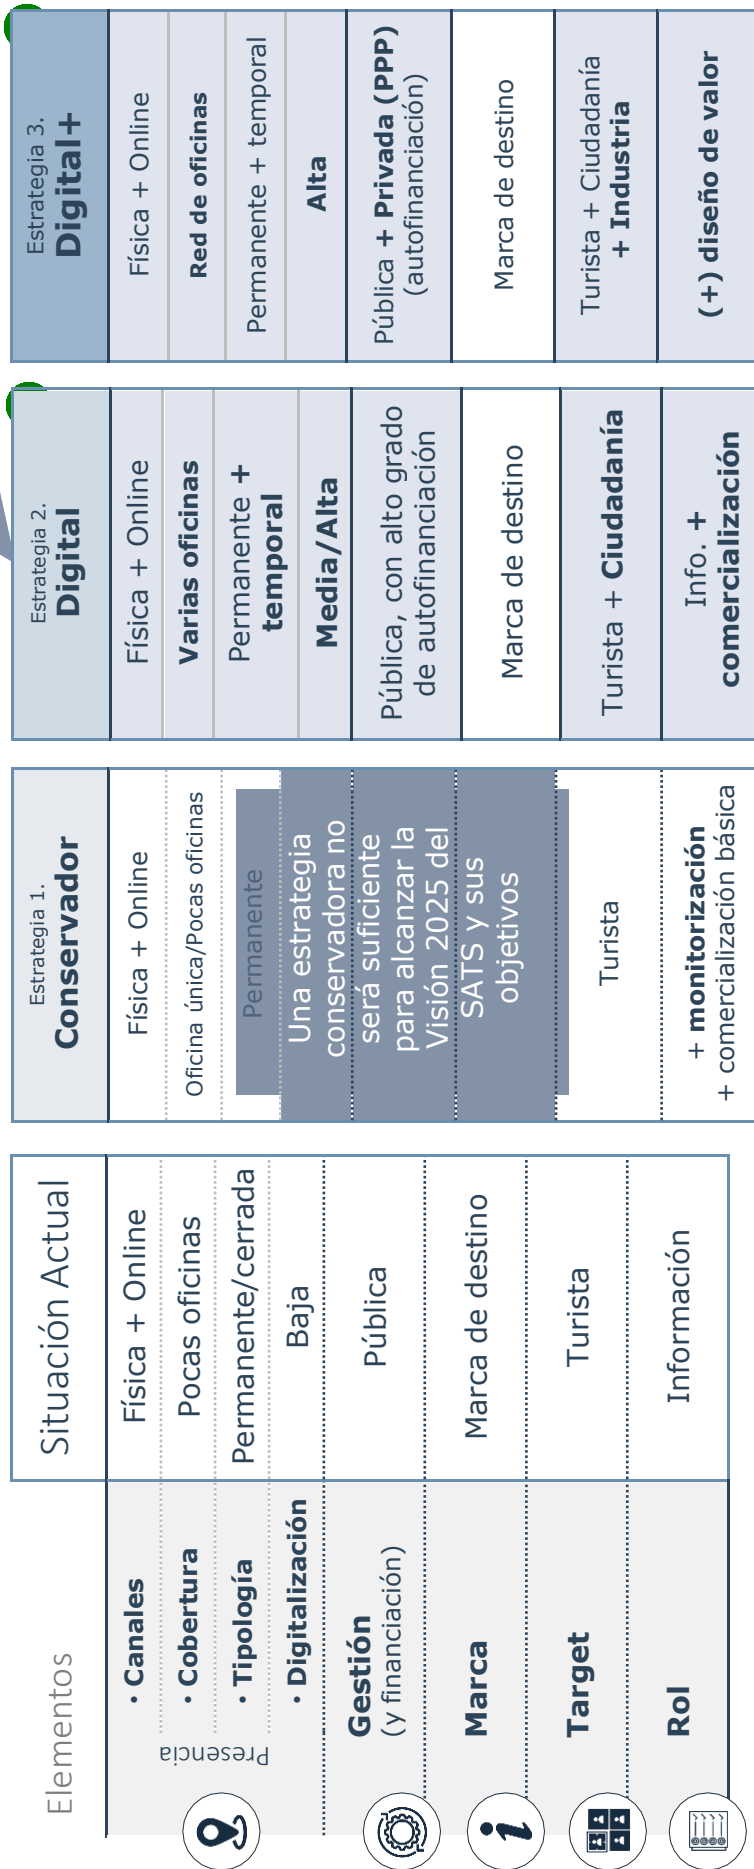 Elementos
Situación Actual
Estrategia 1.
Conservador
Estrategia 2.
Digital
Estrategia 3.
Digital+
Presencia
• Canales
Física + Online
Física + Online
Física + Online
Física + Online
• Cobertura
Pocas oficinas
Oficina única/Pocas oficinas
Varias oficinas
Red de oficinas
• Tipología
Permanente/cerrada
Permanente
Permanente +
temporal
Permanente + temporal
• Digitalización
Baja
Media/Alta
Alta
Una estrategia
conservadora no
será suficiente
para alcanzar la
Visión 2025 del
SATS y sus
objetivos
Gestión
(y financiación)
Pública
Pública, con alto grado
de autofinanciación
Pública + Privada (PPP)
(autofinanciación)
Marca
Marca de destino
Marca de destino
Marca de destino
Target
Turista
Turista
Turista + Ciudadanía
Turista + Ciudadanía
+ Industria
Rol
Información
+ monitorización
+ comercialización básica
Info. +
comercialización
(+) diseño de valor